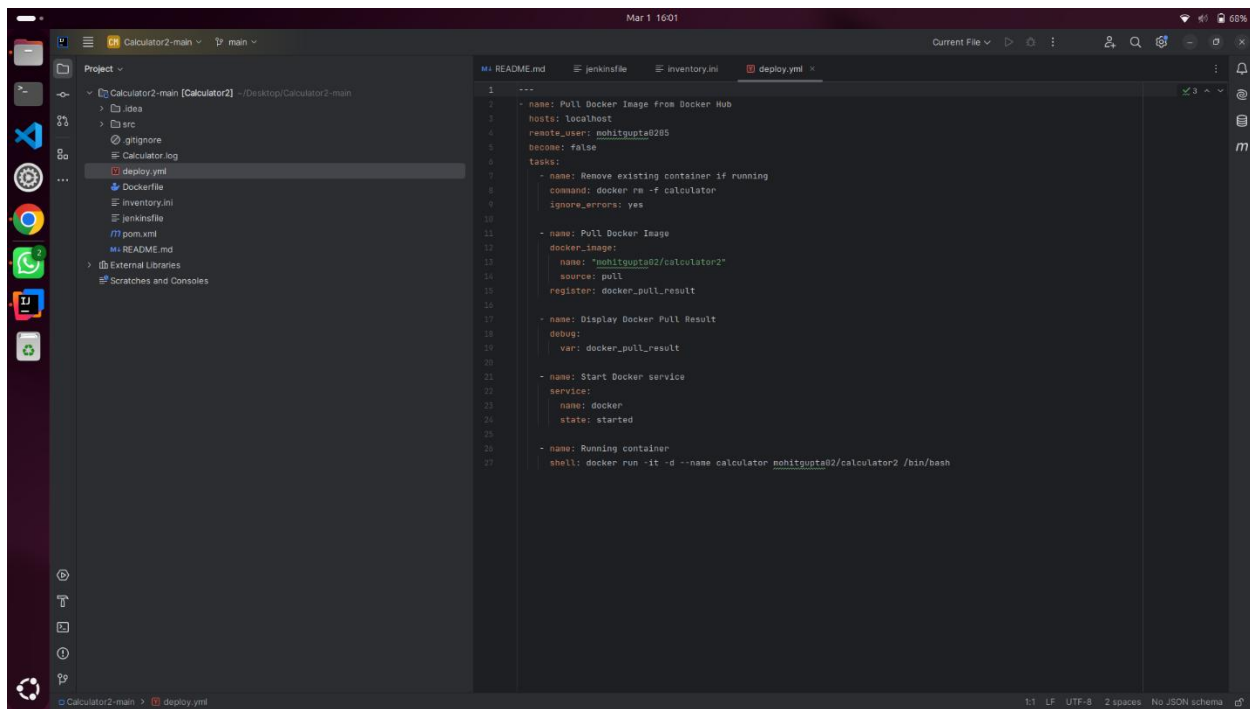 Mar 1 16:01
68%
CM Calculator2-main main
Current File
Project
M↓ README.md jenkinsfile inventory.ini deploy.yml
Calculator2-main [Calculator2] ~/Desktop/Calculator2-main
.idea
src
.gitignore
Calculator.log
deploy.yml
Dockerfile
inventory.ini
jenkinsfile
pom.xml
M↓ README.md
External Libraries
Scratches and Consoles
3
1 ---
2 - name: Pull Docker Image from Docker Hub
3 hosts: localhost
4 remote_user: mohitgupta0205
5 become: false
6 tasks:
7 - name: Remove existing container if running
8 command: docker rm -f calculator
9 ignore_errors: yes
10
11 - name: Pull Docker Image
12 docker_image:
13 name: "mohitgupta02/calculator2"
14 source: pull
15 register: docker_pull_result
16
17 - name: Display Docker Pull Result
18 debug:
19 var: docker_pull_result
20
21 - name: Start Docker service
22 service:
23 name: docker
24 state: started
25
26 - name: Running container
27 shell: docker run -it -d --name calculator mohitgupta02/calculator2 /bin/bash
2
Calculator2-main > deploy.yml
1:1 LF UTF-8 2 spaces No JSON schema